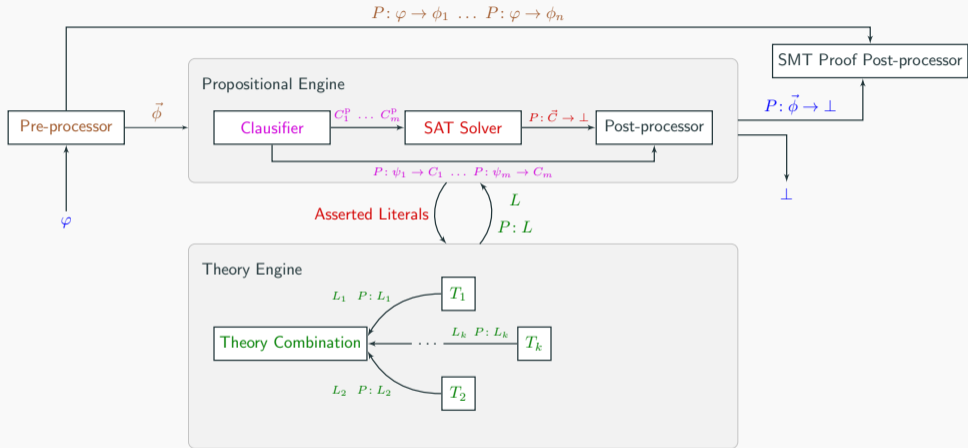 P: φ → ϕ₁ … P: φ → ϕₙ
SMT Proof Post-processor
Propositional Engine
P: ϕ⃗ → ⊥
ϕ⃗
C₁ᵖ … Cₘᵖ
P: C⃗ → ⊥
Pre-processor
Clausifier
SAT Solver
Post-processor
P: ψ₁ → C₁ … P: ψₘ → Cₘ
⊥
L
Asserted Literals
P: L
φ
Theory Engine
L₁ P: L₁
T₁
Lₖ P: Lₖ
Theory Combination
…
Tₖ
L₂ P: L₂
T₂